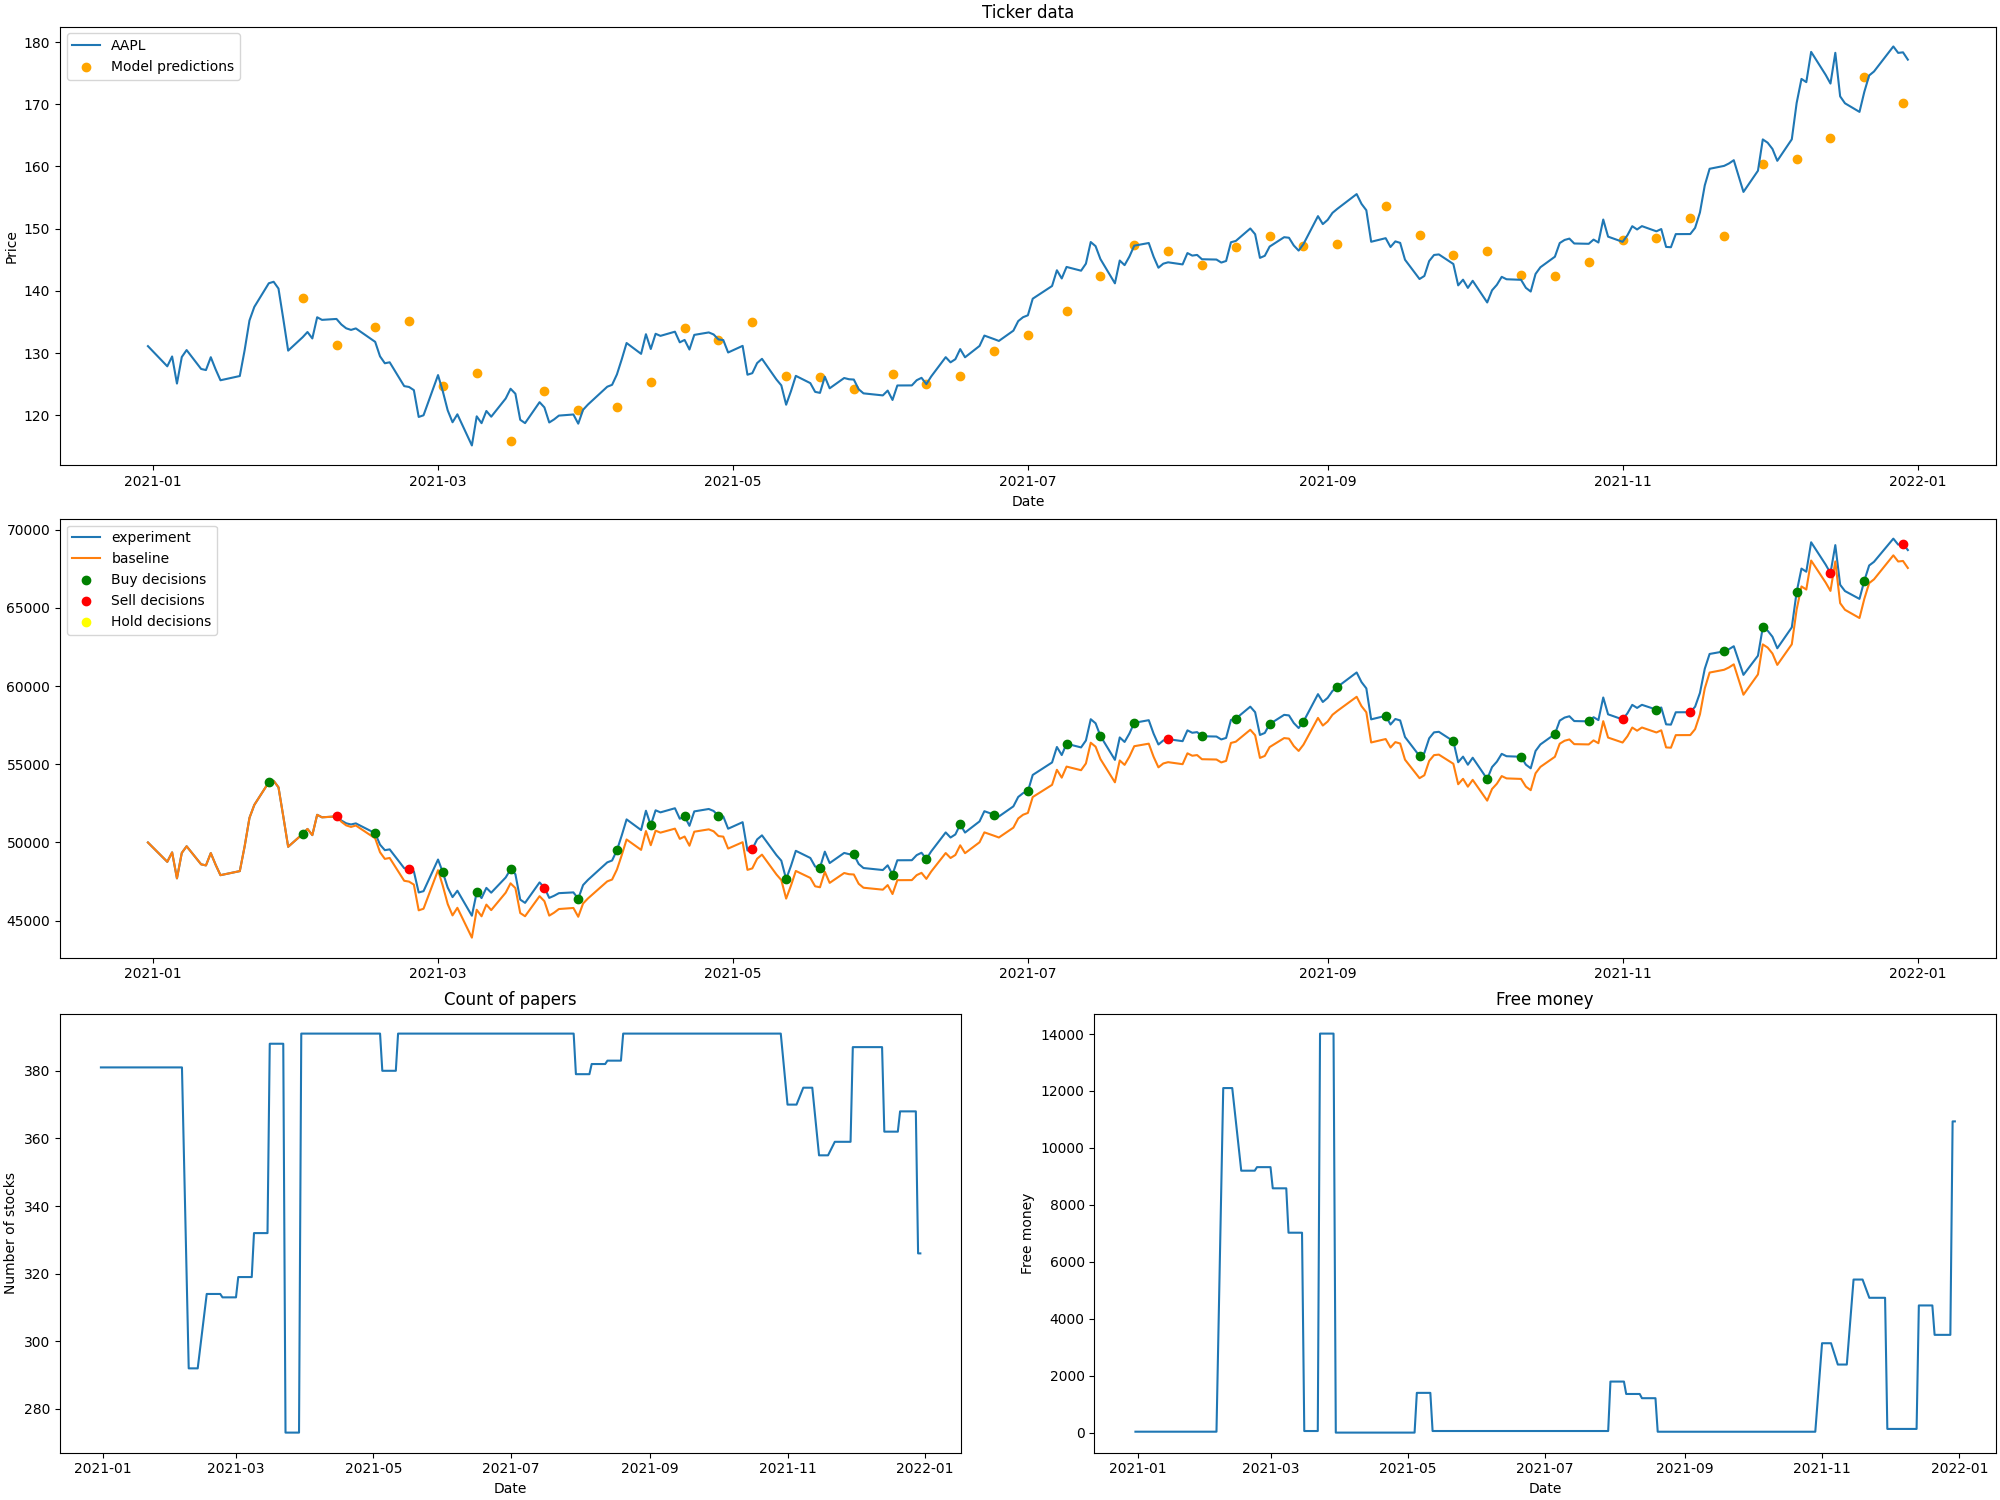 Ticker data
AAPL
Model predictions
180
170
160
150
140
130
120
Price
2021-01 2021-03 2021-05 2021-07 2021-09 2021-11 2022-01
Date
experiment
baseline
Buy decisions
Sell decisions
Hold decisions
70000
65000
60000
55000
50000
45000
2021-01 2021-03 2021-05 2021-07 2021-09 2021-11 2022-01
Count of papers
380
360
340
320
300
280
Number of stocks
2021-01 2021-03 2021-05 2021-07 2021-09 2021-11 2022-01
Date
Free money
14000
12000
10000
8000
6000
4000
2000
0
Free money
2021-01 2021-03 2021-05 2021-07 2021-09 2021-11 2022-01
Date